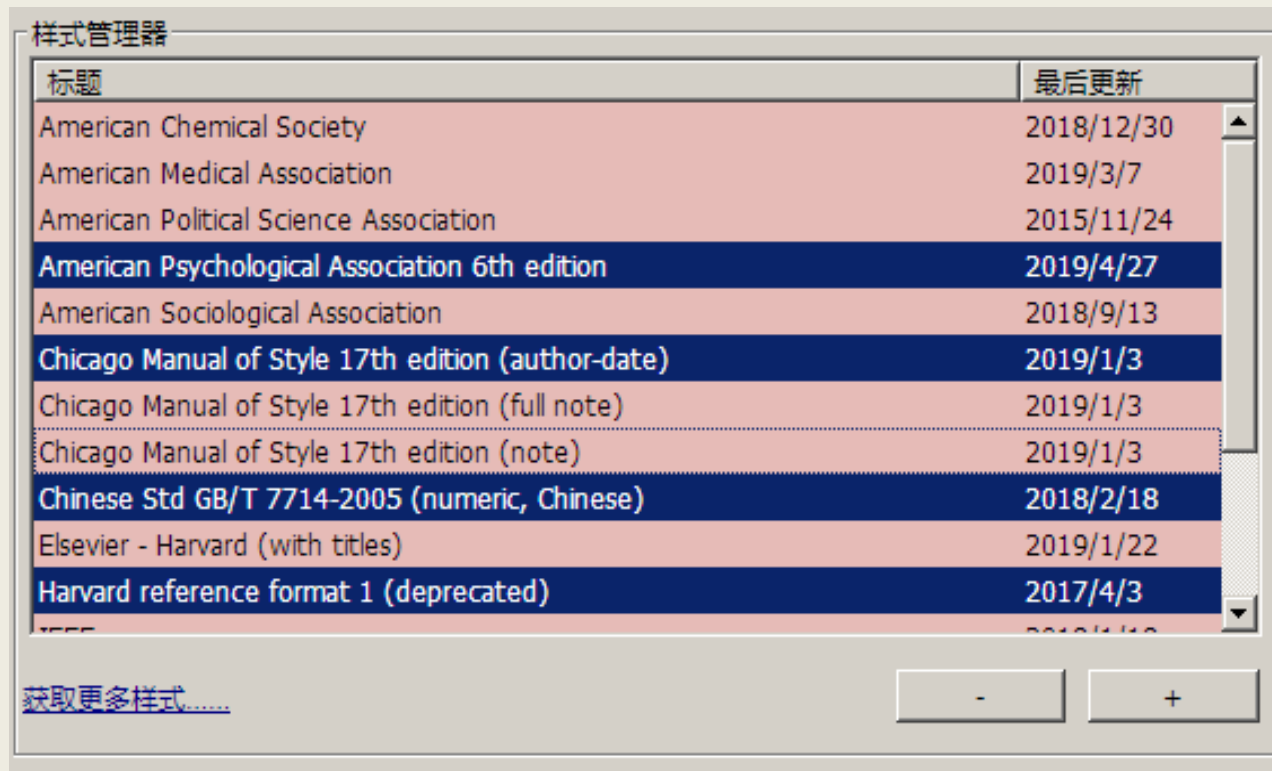 样式管理器
标题 最后更新
American Chemical Society 2018/12/30
American Medical Association 2019/3/7
American Political Science Association 2015/11/24
American Psychological Association 6th edition 2019/4/27
American Sociological Association 2018/9/13
Chicago Manual of Style 17th edition (author-date) 2019/1/3
Chicago Manual of Style 17th edition (full note) 2019/1/3
Chicago Manual of Style 17th edition (note) 2019/1/3
Chinese Std GB/T 7714-2005 (numeric, Chinese) 2018/2/18
Elsevier - Harvard (with titles) 2019/1/22
Harvard reference format 1 (deprecated) 2017/4/3
IEEE
获取更多样式...... - +